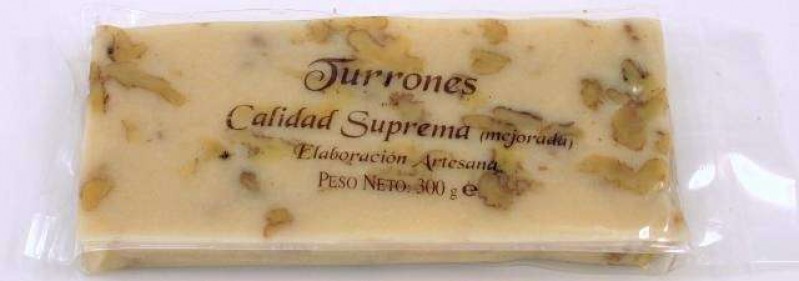 Turrones
Calidad Suprema (mejorada)
Elaboración Artesana
PESO NETO: 300 g e